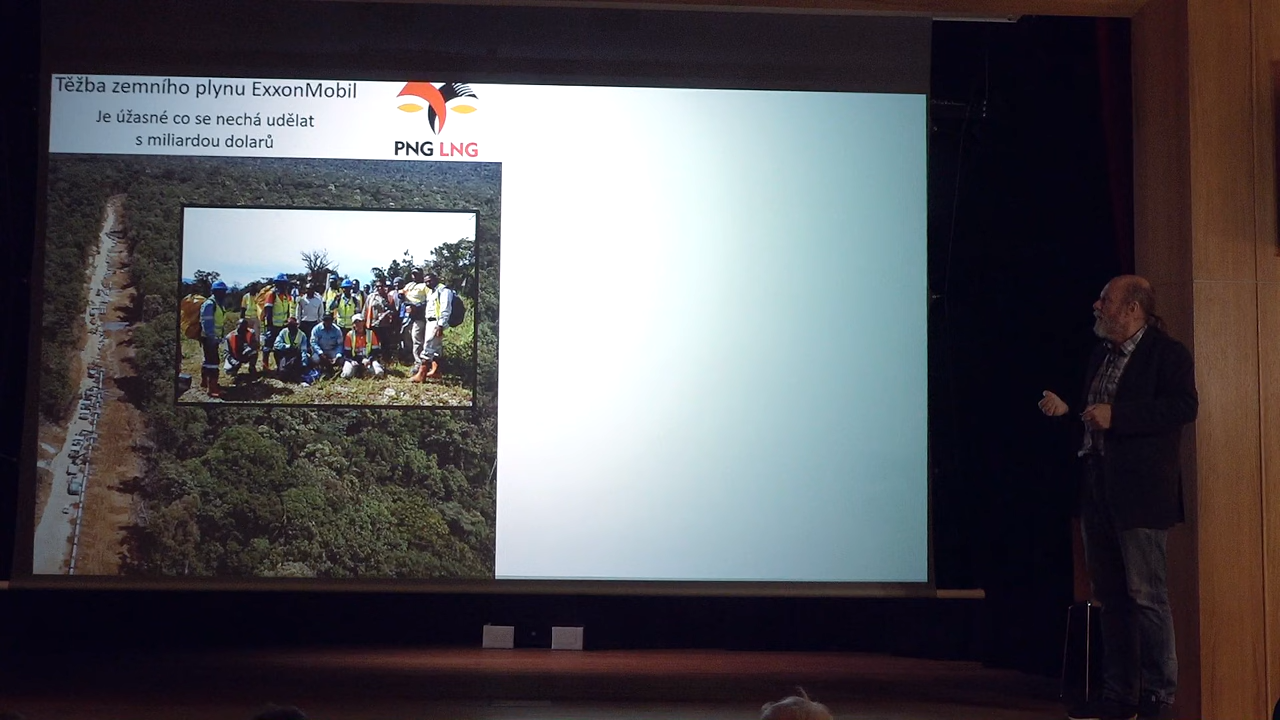 Těžba zemního plynu ExxonMobil
Je úžasné co se nechá udělat
s miliardou dolarů
PNG LNG